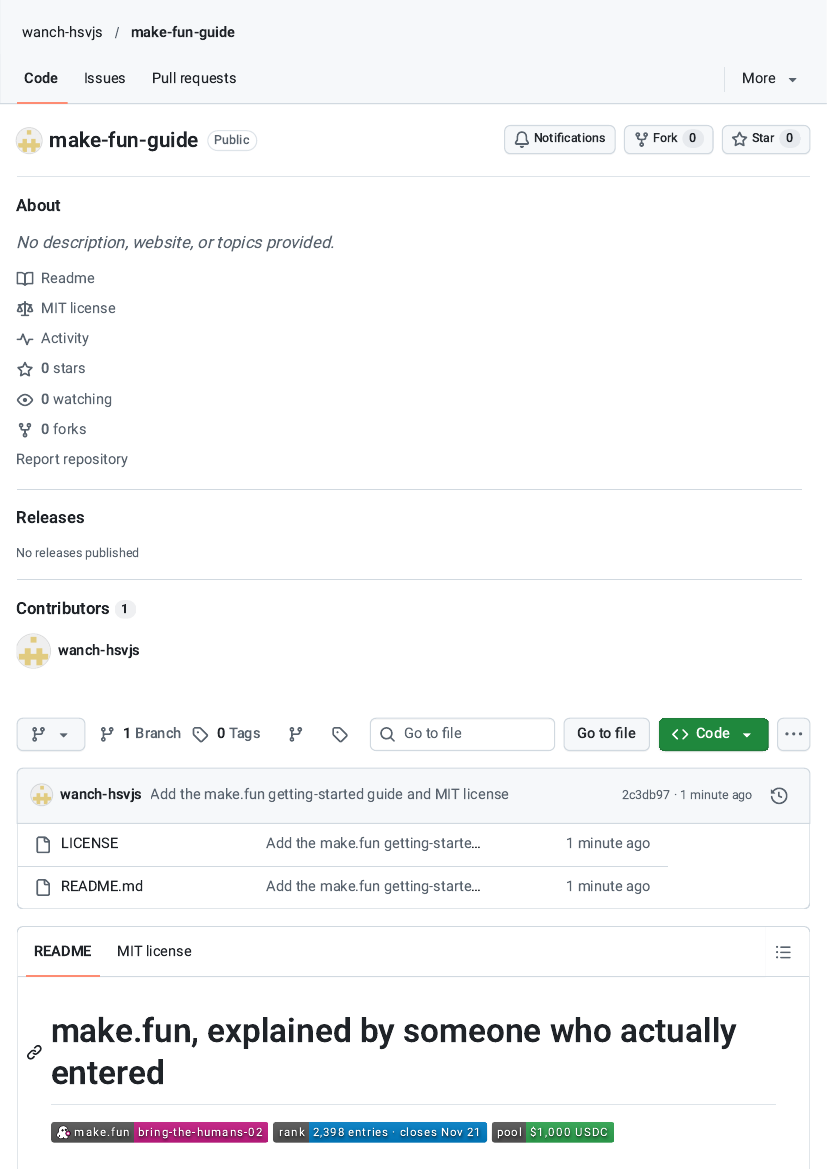 wanch-hsvjs / make-fun-guide
Code Issues Pull requests More
make-fun-guide Public Notifications Fork 0 Star 0
About
No description, website, or topics provided.
Readme
MIT license
Activity
0 stars
0 watching
0 forks
Report repository
Releases
No releases published
Contributors 1
wanch-hsvjs
1 Branch 0 Tags Go to file Go to file Code
wanch-hsvjs Add the make.fun getting-started guide and MIT license 2c3db97 · 1 minute ago
LICENSE Add the make.fun getting-starte… 1 minute ago
README.md Add the make.fun getting-starte… 1 minute ago
README MIT license
make.fun, explained by someone who actually
entered
make.fun bring-the-humans-02 rank 2,398 entries · closes Nov 21 pool $1,000 USDC